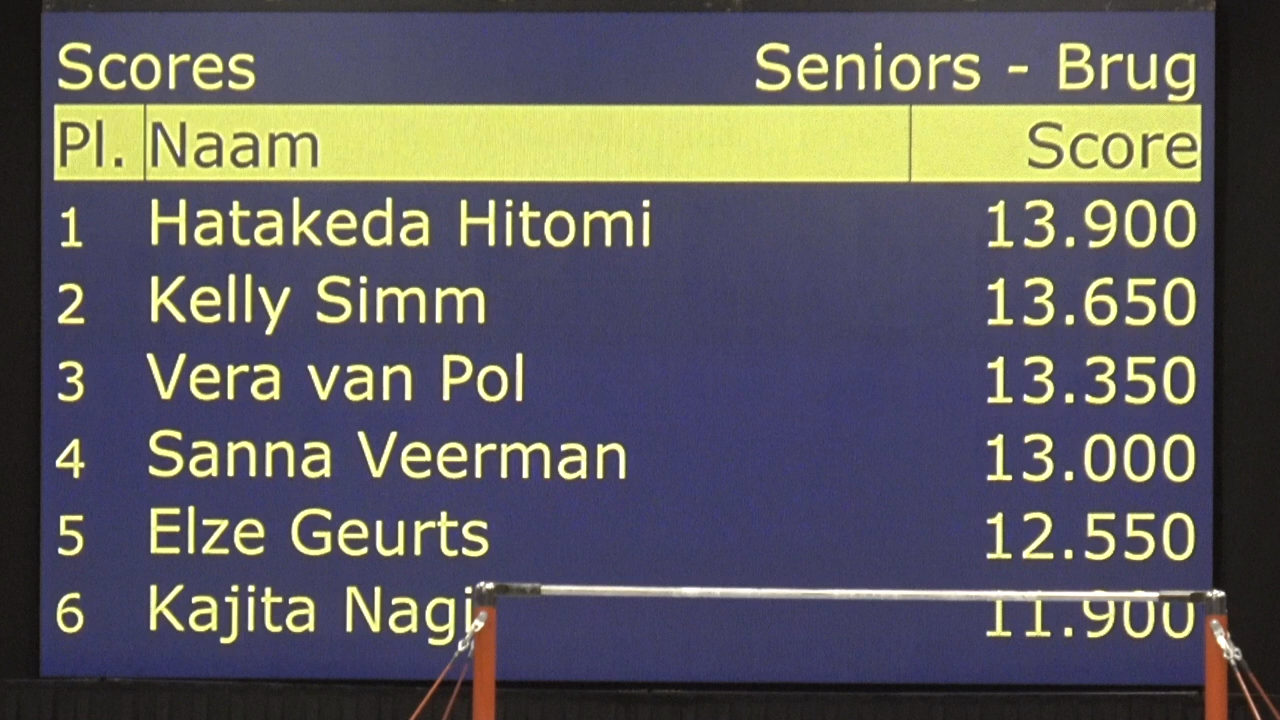 Scores Seniors - Brug
Pl. Naam Score
1 Hatakeda Hitomi 13.900
2 Kelly Simm 13.650
3 Vera van Pol 13.350
4 Sanna Veerman 13.000
5 Elze Geurts 12.550
6 Kajita Nagi 11.900